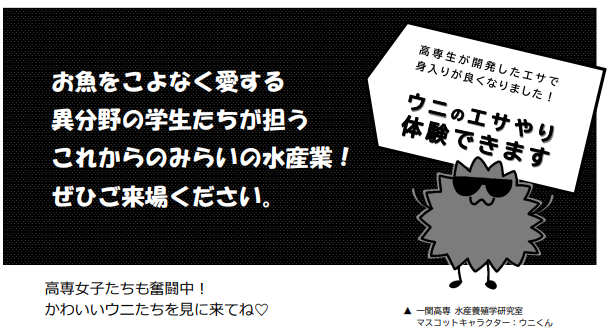 お魚をこよなく愛する
異分野の学生たちが担う
これからのみらいの水産業！
ぜひご来場ください。
高専生が開発したエサで
身入りが良くなりました！
ウニのエサやり
体験できます
高専女子たちも奮闘中！
かわいいウニたちを見に来てね♡
▲ 一関高専 水産養殖学研究室
マスコットキャラクター：ウニくん